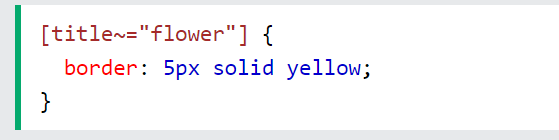 [title~="flower"] {
  border: 5px solid yellow;
}